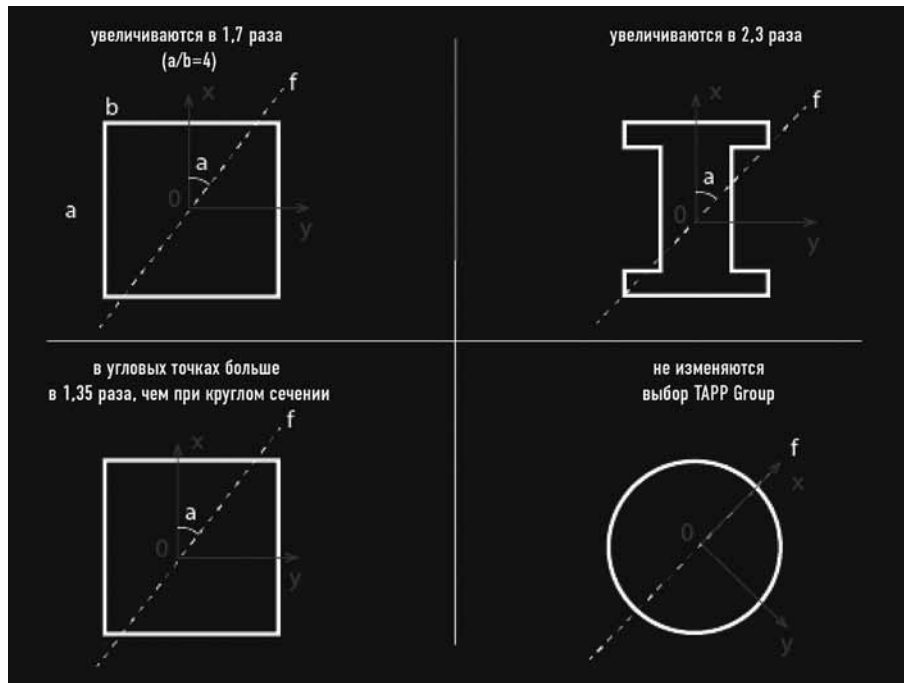 увеличиваются в 1,7 раза
(a/b=4)
f
x
b
a
0
a
y
увеличиваются в 2,3 раза
f
x
a
0
y
в угловых точках больше
в 1,35 раза, чем при круглом сечении
f
x
a
0
y
не изменяются
выбор TAPP Group
f
x
0
y